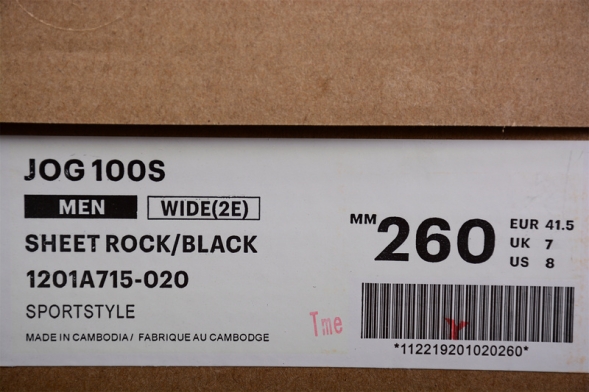 JOG 100S
MEN WIDE(2E)
SHEET ROCK/BLACK
1201A715-020
SPORTSTYLE
MADE IN CAMBODIA / FABRIQUE AU CAMBODGE
MM 260
EUR 41.5
UK 7
US 8
Tme
*112219201020260*